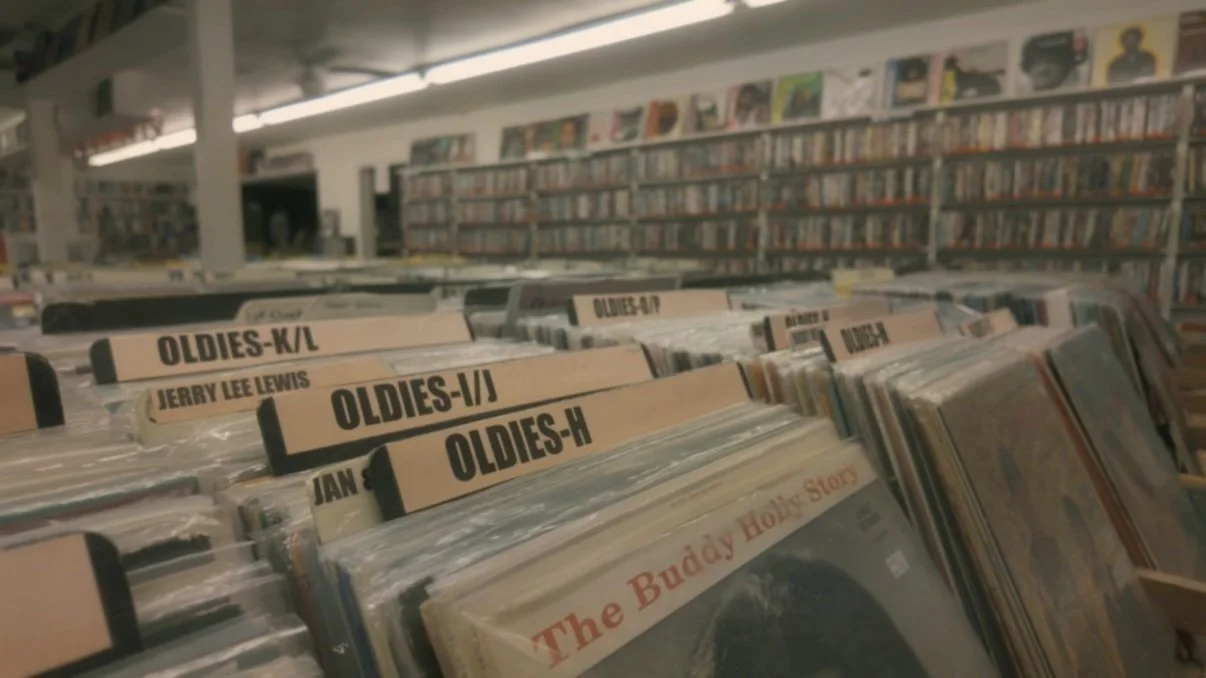 OLDIES-O/P
OLDIES-N
OLDIES-K/L
JERRY LEE LEWIS
OLDIES-I/J
OLDIES-H
JAN &
The Buddy Holly Story